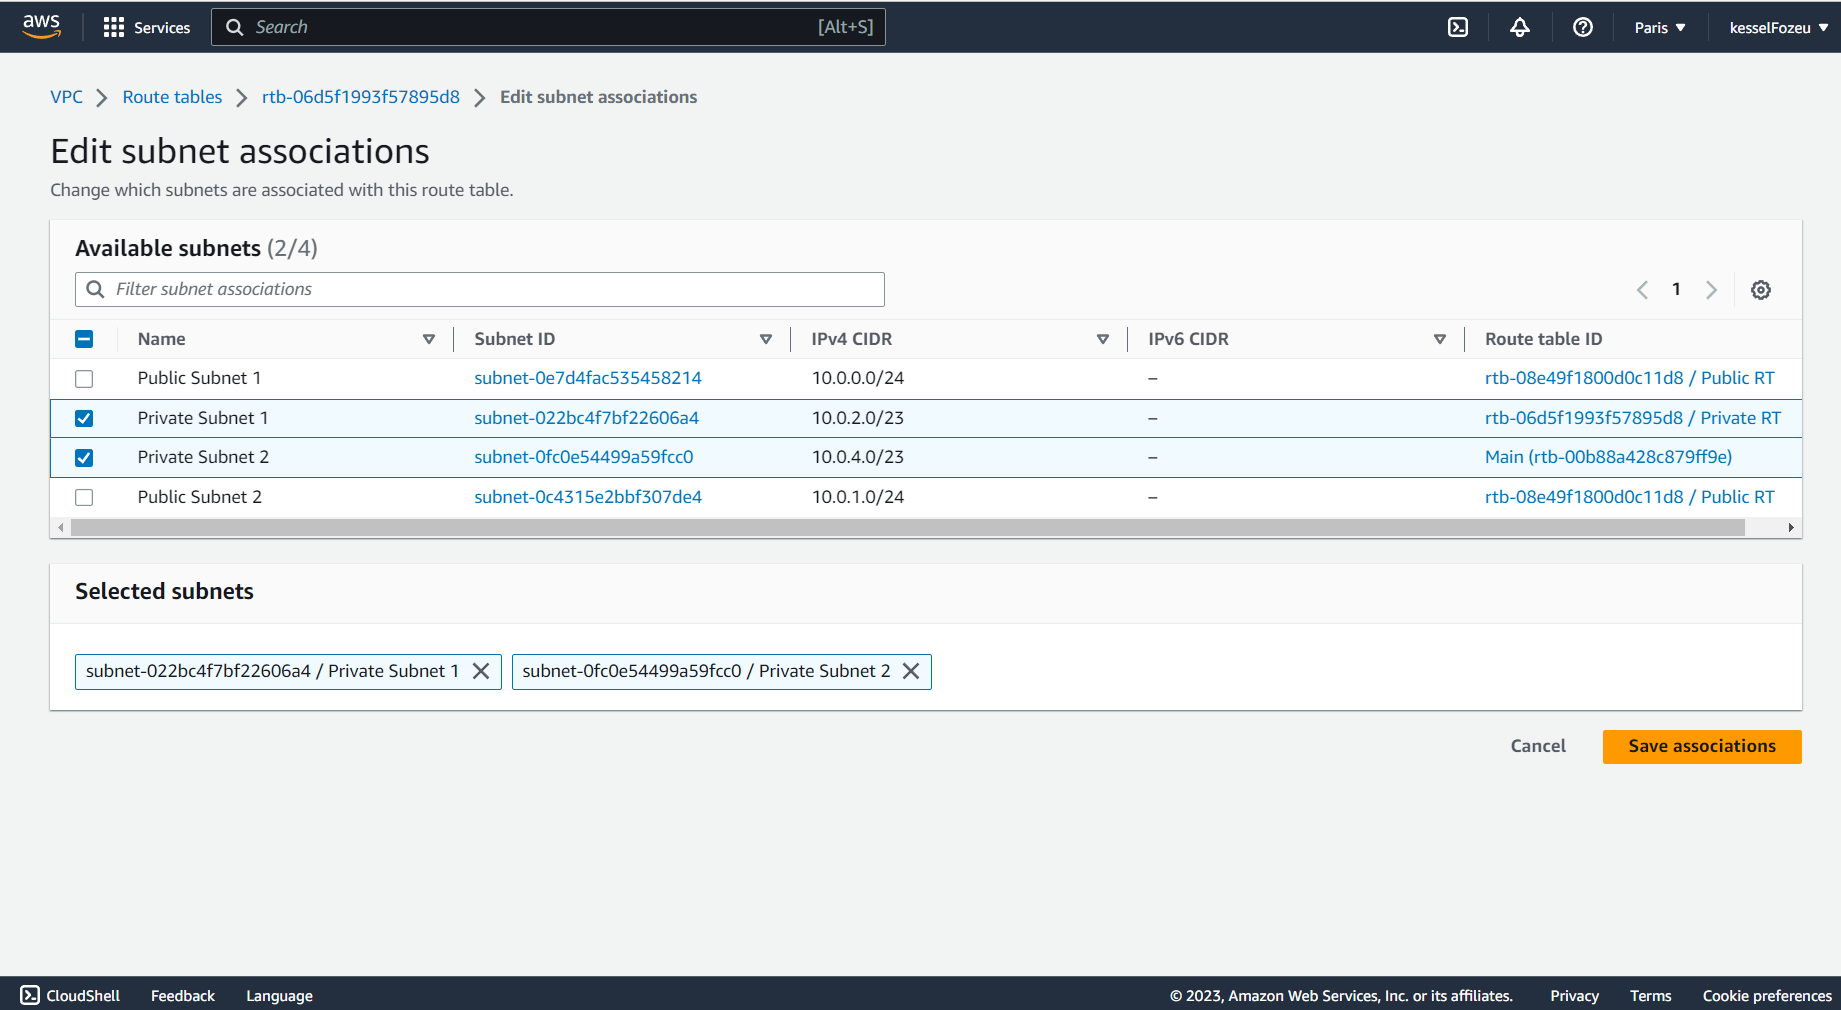 aws Services Search [Alt+S] Paris kesselFozeu
VPC Route tables rtb-06d5f1993f57895d8 Edit subnet associations
Edit subnet associations
Change which subnets are associated with this route table.
Available subnets (2/4)
Filter subnet associations 1
Name Subnet ID IPv4 CIDR IPv6 CIDR Route table ID
Public Subnet 1 subnet-0e7d4fac535458214 10.0.0.0/24 – rtb-08e49f1800d0c11d8 / Public RT
Private Subnet 1 subnet-022bc4f7bf22606a4 10.0.2.0/23 – rtb-06d5f1993f57895d8 / Private RT
Private Subnet 2 subnet-0fc0e54499a59fcc0 10.0.4.0/23 – Main (rtb-00b88a428c879ff9e)
Public Subnet 2 subnet-0c4315e2bbf307de4 10.0.1.0/24 – rtb-08e49f1800d0c11d8 / Public RT
Selected subnets
subnet-022bc4f7bf22606a4 / Private Subnet 1 subnet-0fc0e54499a59fcc0 / Private Subnet 2
Cancel Save associations
CloudShell Feedback Language © 2023, Amazon Web Services, Inc. or its affiliates. Privacy Terms Cookie preferences